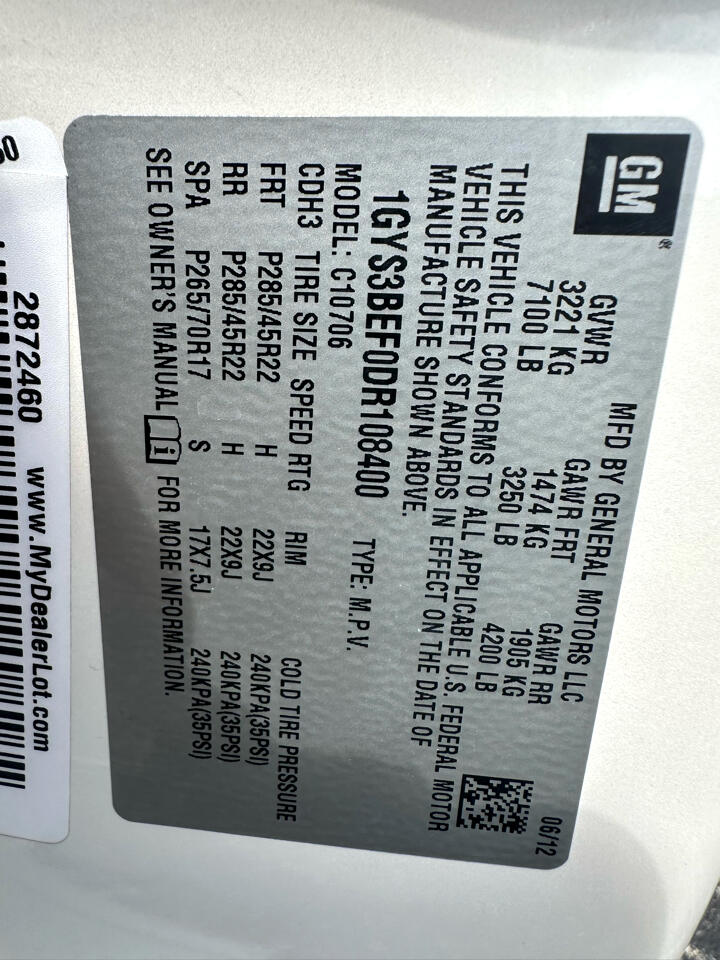 GM
MFD BY GENERAL MOTORS LLC
06/12
GVWR GAWR FRT GAWR RR
3221 KG 1474 KG 1905 KG
7100 LB 3250 LB 4200 LB
THIS VEHICLE CONFORMS TO ALL APPLICABLE U.S. FEDERAL MOTOR
VEHICLE SAFETY STANDARDS IN EFFECT ON THE DATE OF
MANUFACTURE SHOWN ABOVE.
1GYS3BEF0DR108400 TYPE: M.P.V.
MODEL: C10706
CDH3 TIRE SIZE SPEED RTG RIM COLD TIRE PRESSURE
FRT P285/45R22 H 22X9J 240KPA(35PSI)
RR P285/45R22 H 22X9J 240KPA(35PSI)
SPA P265/70R17 S 17X7.5J 240KPA(35PSI)
SEE OWNER'S MANUAL i FOR MORE INFORMATION.
2872460 www.MyDealerLot.com